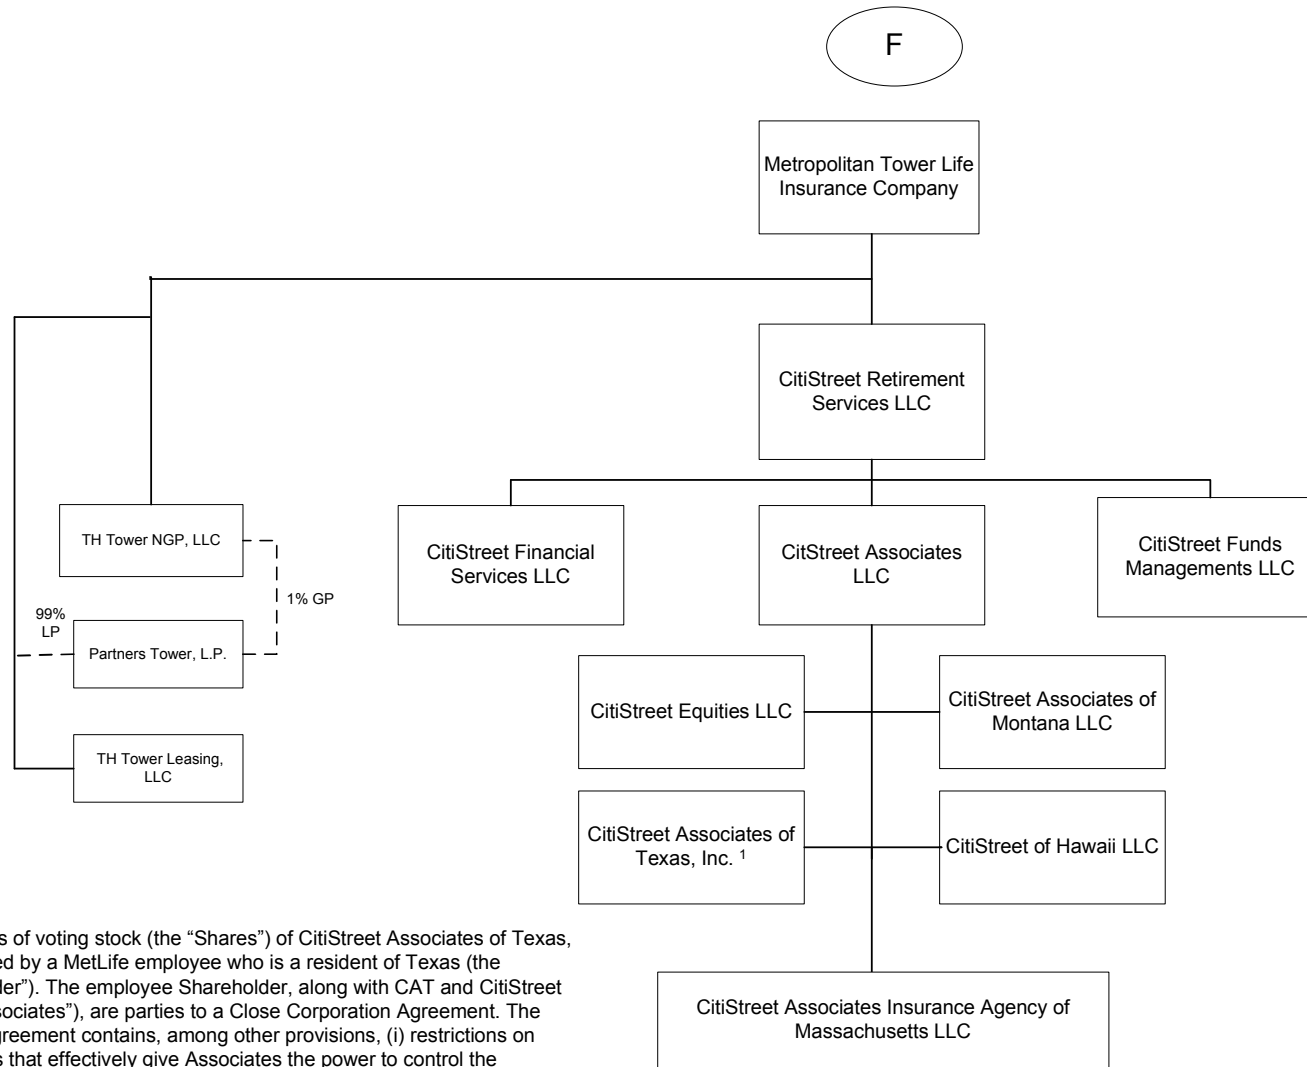 F
Metropolitan Tower Life
Insurance Company
CitiStreet Retirement
Services LLC
TH Tower NGP, LLC
CitiStreet Financial
Services LLC
CitStreet Associates
LLC
CitiStreet Funds
Managements LLC
1% GP
99%
LP
Partners Tower, L.P.
CitiStreet Equities LLC
CitiStreet Associates of
Montana LLC
TH Tower Leasing,
LLC
CitiStreet Associates of
Texas, Inc. 1
CitiStreet of Hawaii LLC
s of voting stock (the “Shares”) of CitiStreet Associates of Texas,
ed by a MetLife employee who is a resident of Texas (the
der”). The employee Shareholder, along with CAT and CitiStreet
sociates”), are parties to a Close Corporation Agreement. The
greement contains, among other provisions, (i) restrictions on
s that effectively give Associates the power to control the
CitiStreet Associates Insurance Agency of
Massachusetts LLC